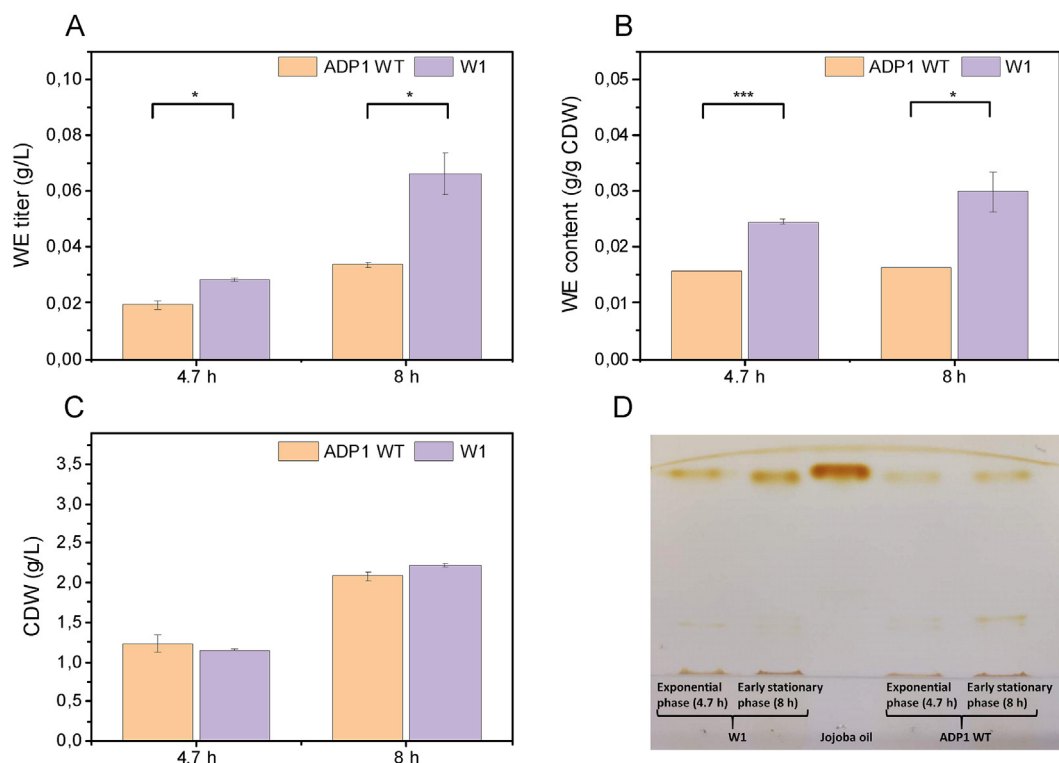 A
ADP1 WT
W1
*
*
WE titer (g/L)
0,10
0,08
0,06
0,04
0,02
0,00
4.7 h
8 h
B
ADP1 WT
W1
***
*
WE content (g/g CDW)
0,05
0,04
0,03
0,02
0,01
0,00
4.7 h
8 h
C
ADP1 WT
W1
CDW (g/L)
3,5
3,0
2,5
2,0
1,5
1,0
0,5
0,0
4.7 h
8 h
D
Exponential
phase (4.7 h)
Early stationary
phase (8 h)
W1
Jojoba oil
Exponential
phase (4.7 h)
Early stationary
phase (8 h)
ADP1 WT